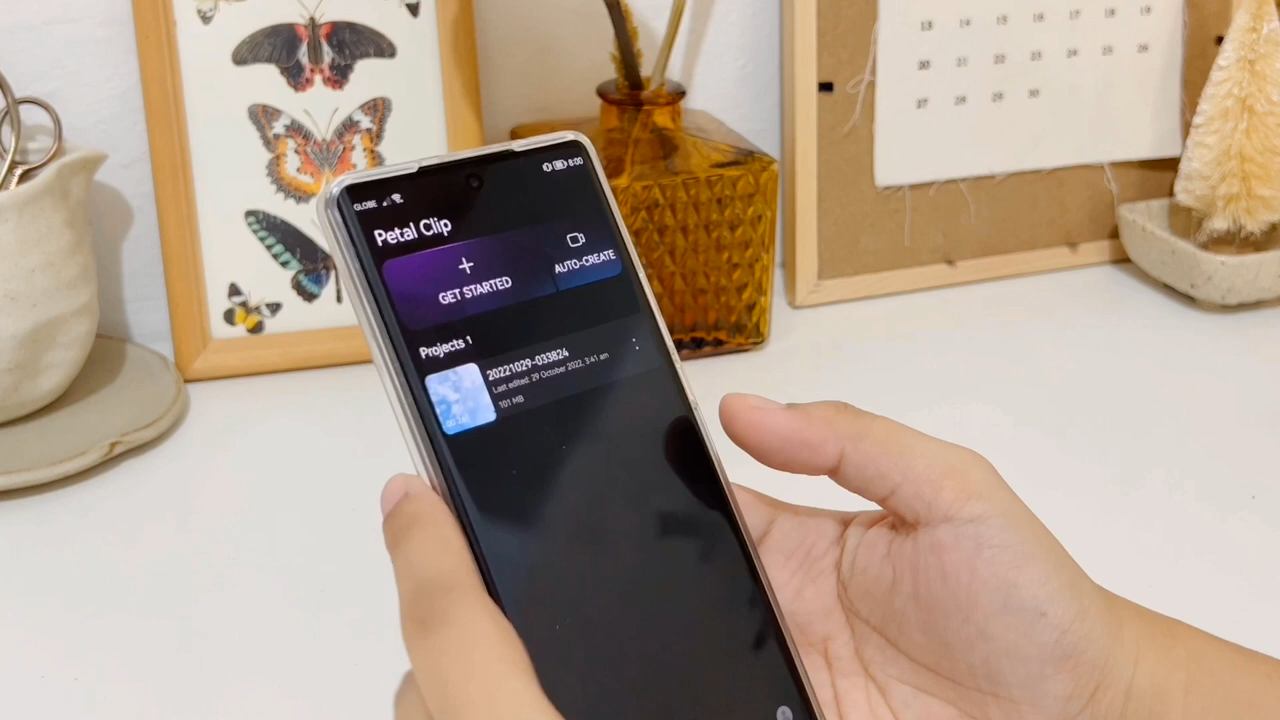 13 14 15 16 17 18 19
20 21 22 23 24 25 26
27 28 29 30
GLOBE
8:00
Petal Clip
GET STARTED
AUTO-CREATE
Projects 1
20221029-033824
Last edited: 29 October 2022, 3:41 am
101 MB